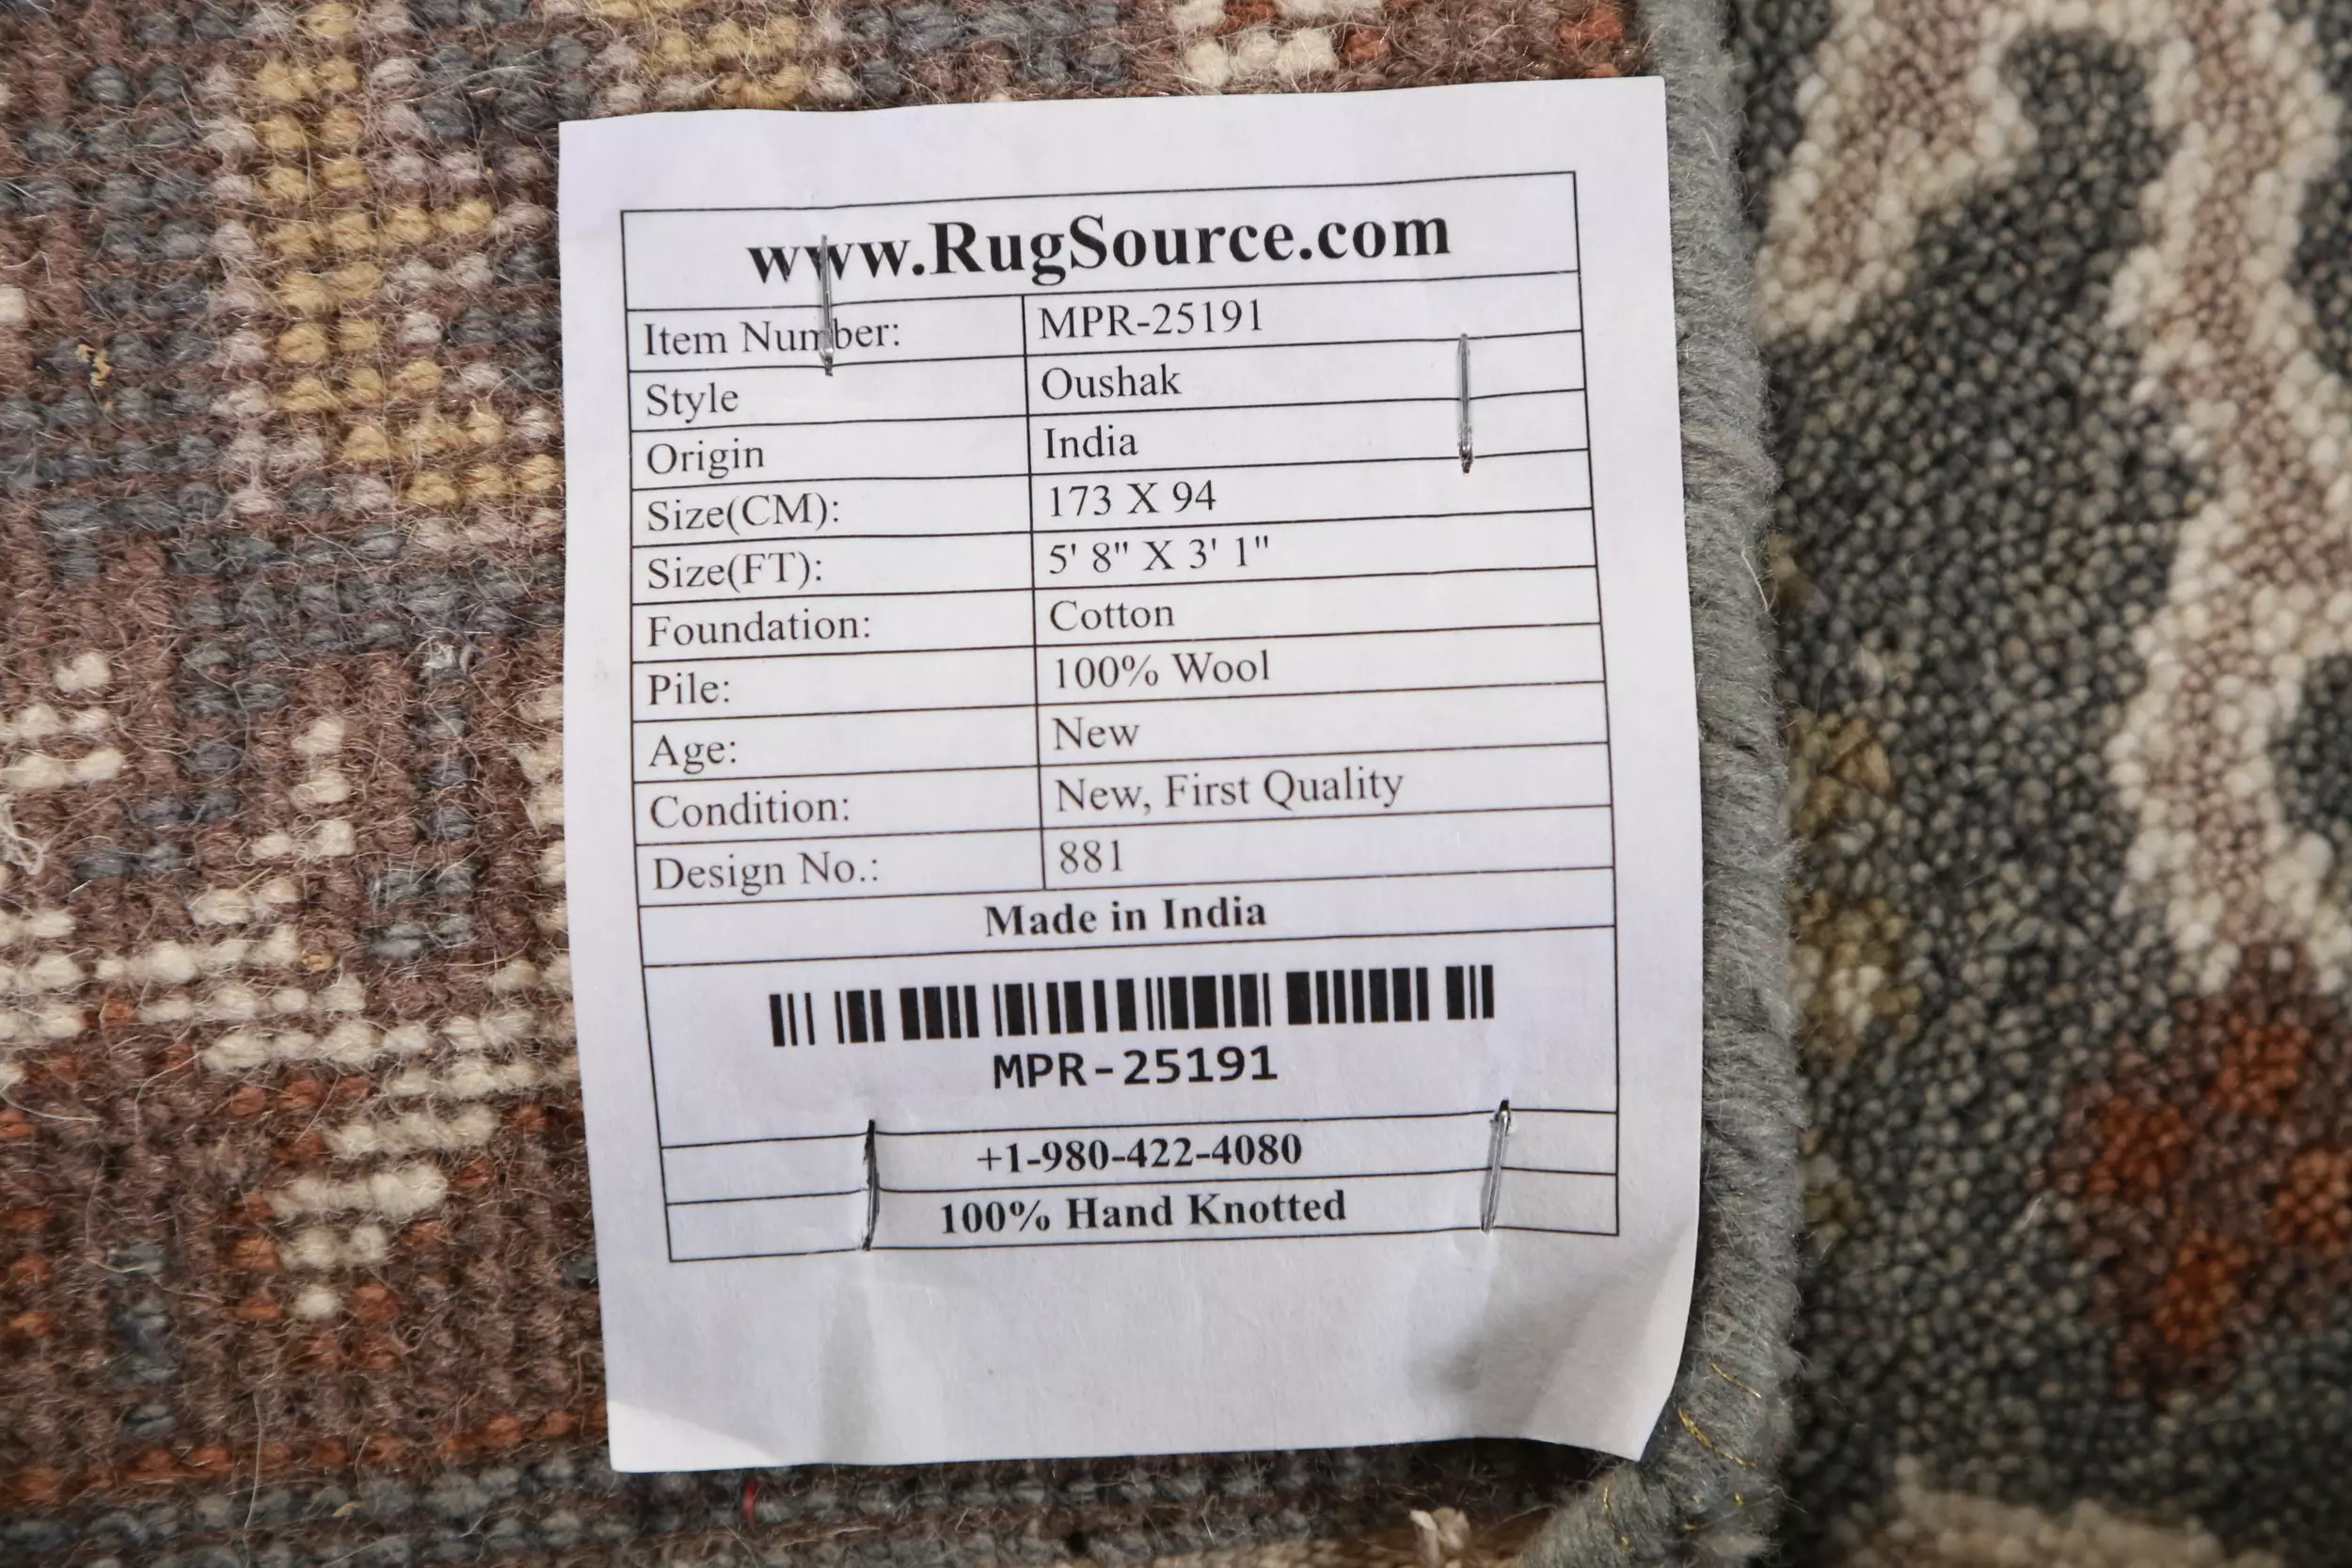 www.RugSource.com
Item Number: MPR-25191
Style Oushak
Origin India
Size(CM): 173 X 94
Size(FT): 5' 8" X 3' 1"
Foundation: Cotton
Pile: 100% Wool
Age: New
Condition: New, First Quality
Design No.: 881
Made in India
MPR-25191
+1-980-422-4080
100% Hand Knotted